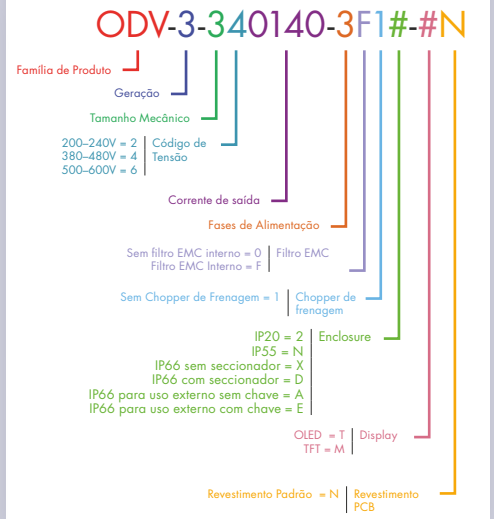 ODV-3-340140-3F1#-#N
Família de Produto
Geração
Tamanho Mecânico
200–240V = 2 Código de
380–480V = 4 Tensão
500–600V = 6
Corrente de saída
Fases de Alimentação
Sem filtro EMC interno = 0 Filtro EMC
Filtro EMC Interno = F
Sem Chopper de Frenagem = 1 Chopper de
frenagem
IP20 = 2 Enclosure
IP55 = N
IP66 sem seccionador = X
IP66 com seccionador = D
IP66 para uso externo sem chave = A
IP66 para uso externo com chave = E
OLED = T Display
TFT = M
Revestimento Padrão = N Revestimento
PCB